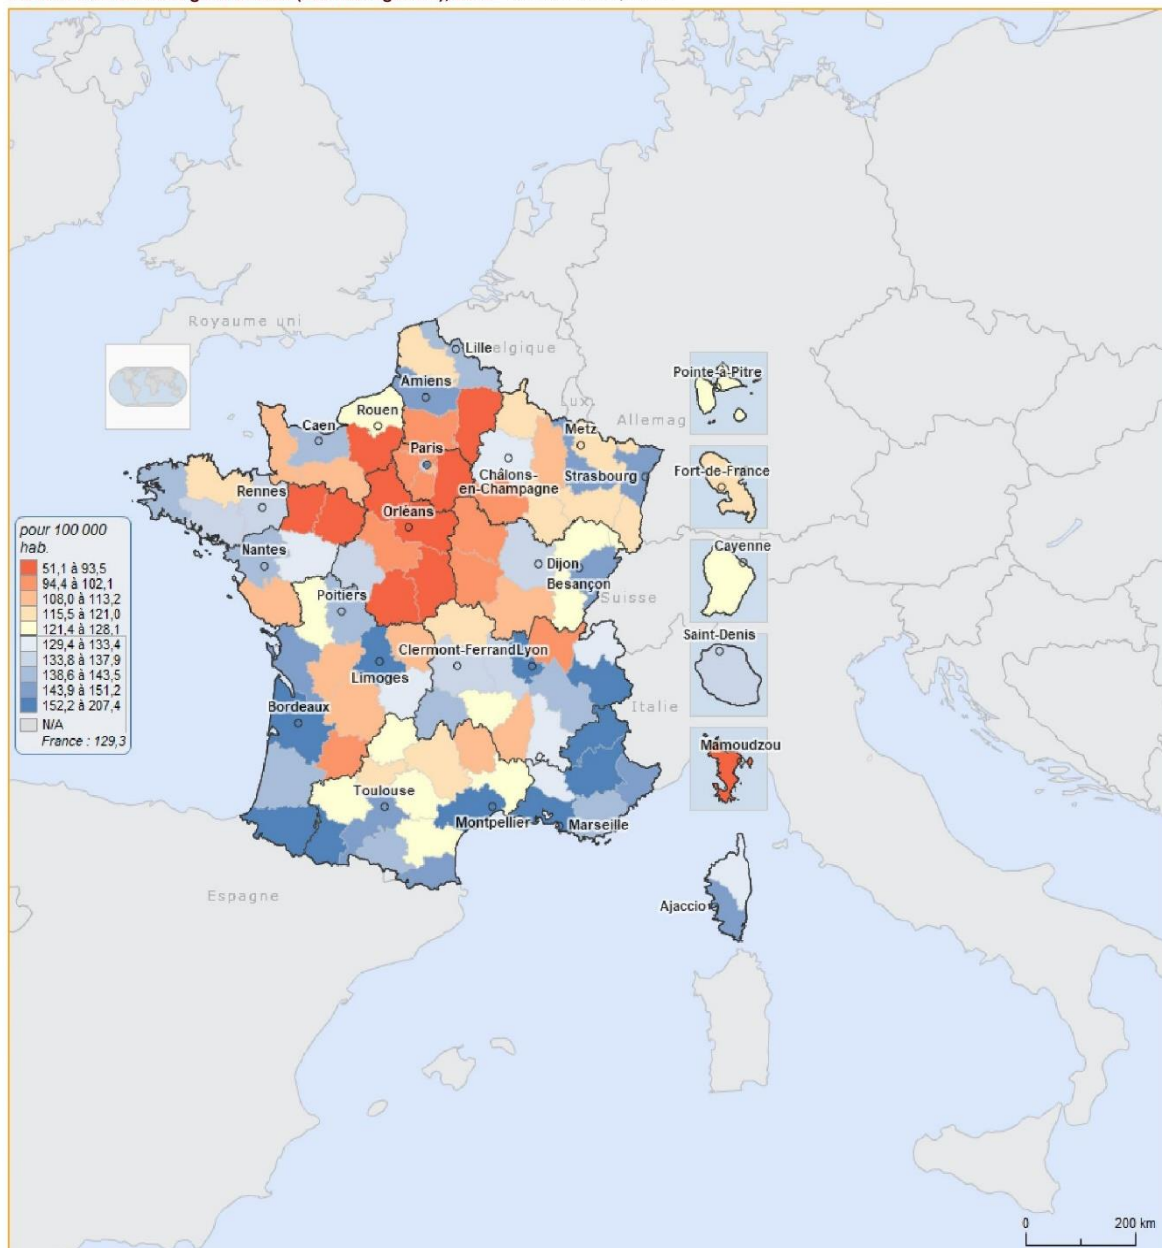 Royaume uni
Lille
elgique
Amiens
Pointe-à-Pitre
Lux.
Rouen
Allemag
Caen
Metz
Paris
Fort-de-France
Châlons-
en-Champagne
Strasbourg
Rennes
Orléans
pour 100 000
hab.
51,1 à 93,5
94,4 à 102,1
108,0 à 113,2
115,5 à 121,0
121,4 à 128,1
129,4 à 133,4
133,8 à 137,9
138,6 à 143,5
143,9 à 151,2
152,2 à 207,4
N/A
France : 129,3
Nantes
Dijon
Cayenne
Besançon
Poitiers
Suisse
Saint-Denis
Clermont-Ferrand
Lyon
Limoges
Bordeaux
Italie
Mamoudzou
Toulouse
Montpellier
Marseille
Espagne
Ajaccio
0 200 km